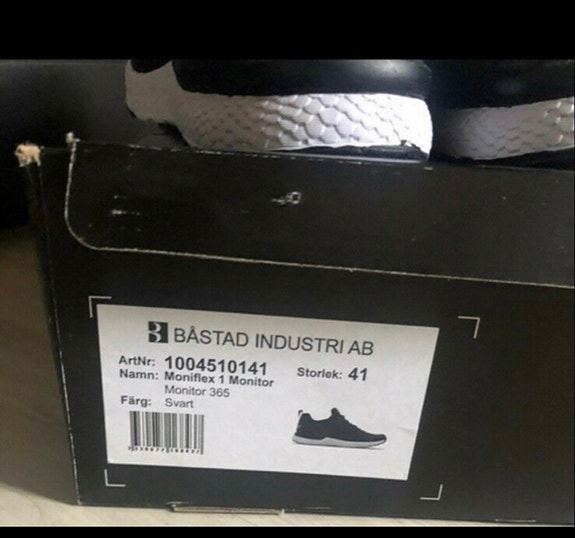 BÅSTAD INDUSTRI AB
ArtNr: 1004510141 Storlek: 41
Namn: Moniflex 1 Monitor
Monitor 365
Färg: Svart